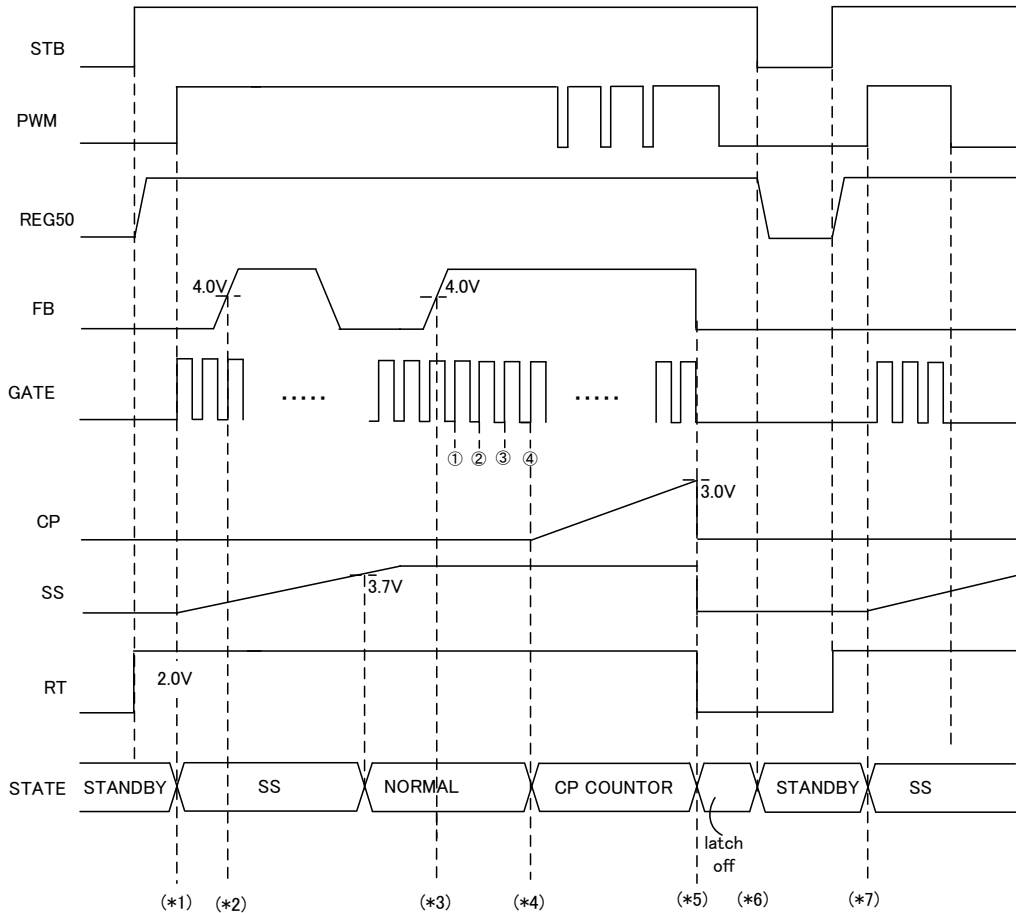 STB
PWM
REG50
4.0V
4.0V
FB
GATE
.....
.....
① ② ③ ④
3.0V
CP
3.7V
SS
2.0V
RT
STATE STANDBY SS NORMAL CP COUNTOR STANDBY SS
latch
off
(*1) (*2) (*3) (*4) (*5) (*6) (*7)